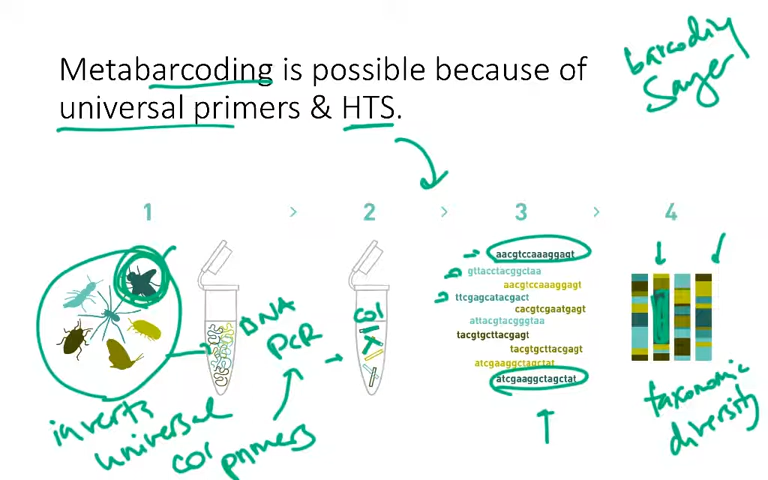 Metabarcoding is possible because of
universal primers & HTS.
barcoding
Sanger
1 > 2 > 3 > 4
aacgtccaaaggagt
gttacctacggctaa
aacgtccaaaggagt
ttcgagcatacgact
cacgtcgaatgagt
attacgtacgggtaa
tacgtgcttacgagt
tacgtgcttacgagt
atcgaaggctagctat
atcgaaggctagctat
DNA
PCR
COI
inverts
universal
COI primers
taxonomic
diversity